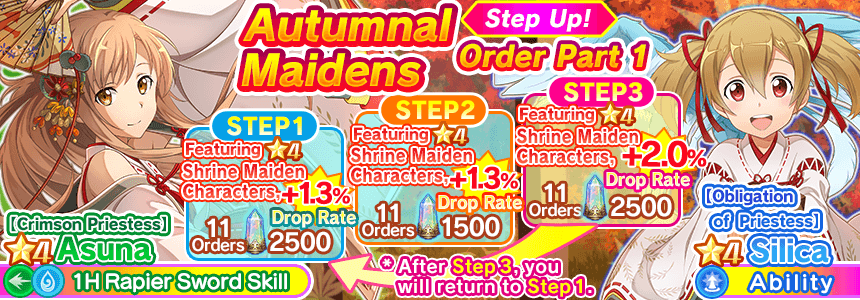 Autumnal
Maidens
Step Up!
Order Part 1
STEP1
Featuring ★4
Shrine Maiden
Characters, +1.3%
Drop Rate
11
Orders 2500
STEP2
Featuring ★4
Shrine Maiden
Characters, +1.3%
Drop Rate
11
Orders 1500
STEP3
Featuring ★4
Shrine Maiden
Characters, +2.0%
Drop Rate
11
Orders 2500
[Crimson Priestess]
★4 Asuna
1H Rapier Sword Skill
* After Step 3, you
will return to Step 1.
[Obligation
of Priestess]
★4 Silica
Ability